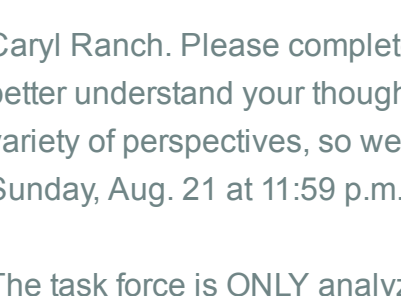 Caryl Ranch. Please complet
better understand your though
variety of perspectives, so we
Sunday, Aug. 21 at 11:59 p.m.
The task force is ONLY analyz